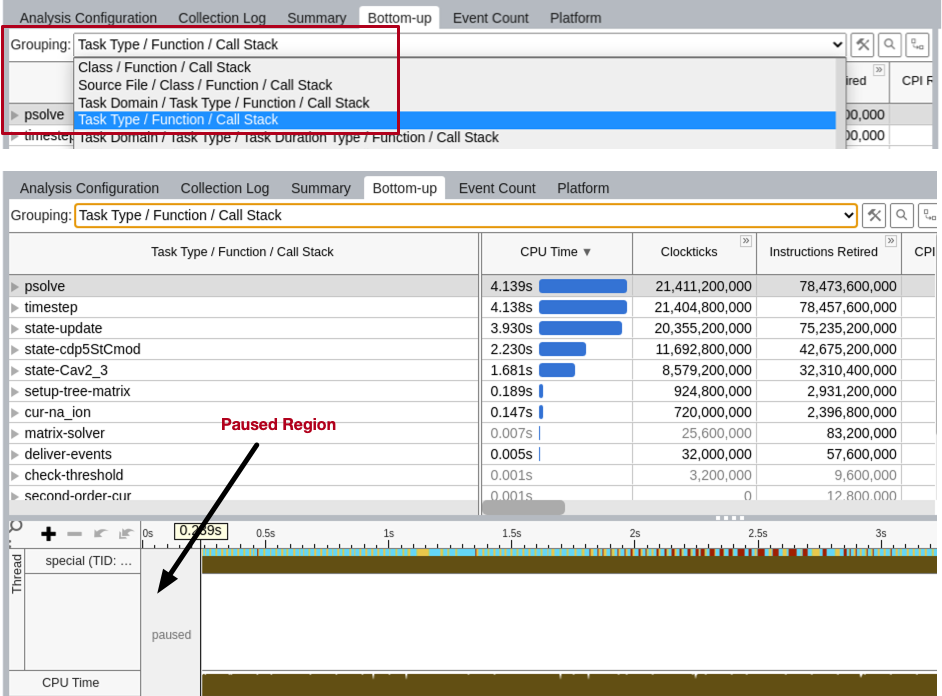 Analysis Configuration Collection Log Summary Bottom-up Event Count Platform
Grouping: Task Type / Function / Call Stack
Class / Function / Call Stack
Source File / Class / Function / Call Stack
Task Domain / Task Type / Function / Call Stack
Task Type / Function / Call Stack
Task Domain / Task Type / Task Duration Type / Function / Call Stack
ired » CPI R
psolve 00,000
timestep 00,000
Analysis Configuration Collection Log Summary Bottom-up Event Count Platform
Grouping: Task Type / Function / Call Stack
Task Type / Function / Call Stack CPU Time ▼ Clockticks » Instructions Retired » CPI
psolve 4.139s 21,411,200,000 78,473,600,000
timestep 4.138s 21,404,800,000 78,457,600,000
state-update 3.930s 20,355,200,000 75,235,200,000
state-cdp5StCmod 2.230s 11,692,800,000 42,675,200,000
state-Cav2_3 1.681s 8,579,200,000 32,310,400,000
setup-tree-matrix 0.189s 924,800,000 2,931,200,000
cur-na_ion 0.147s 720,000,000 2,396,800,000
matrix-solver 0.007s 25,600,000 83,200,000
deliver-events 0.005s 32,000,000 57,600,000
check-threshold 0.001s 3,200,000 9,600,000
second-order-cur 0.001s 0 12,800,000
Paused Region
0s 0.289s 0.5s 1s 1.5s 2s 2.5s 3s
Thread
special (TID: ...
paused
CPU Time